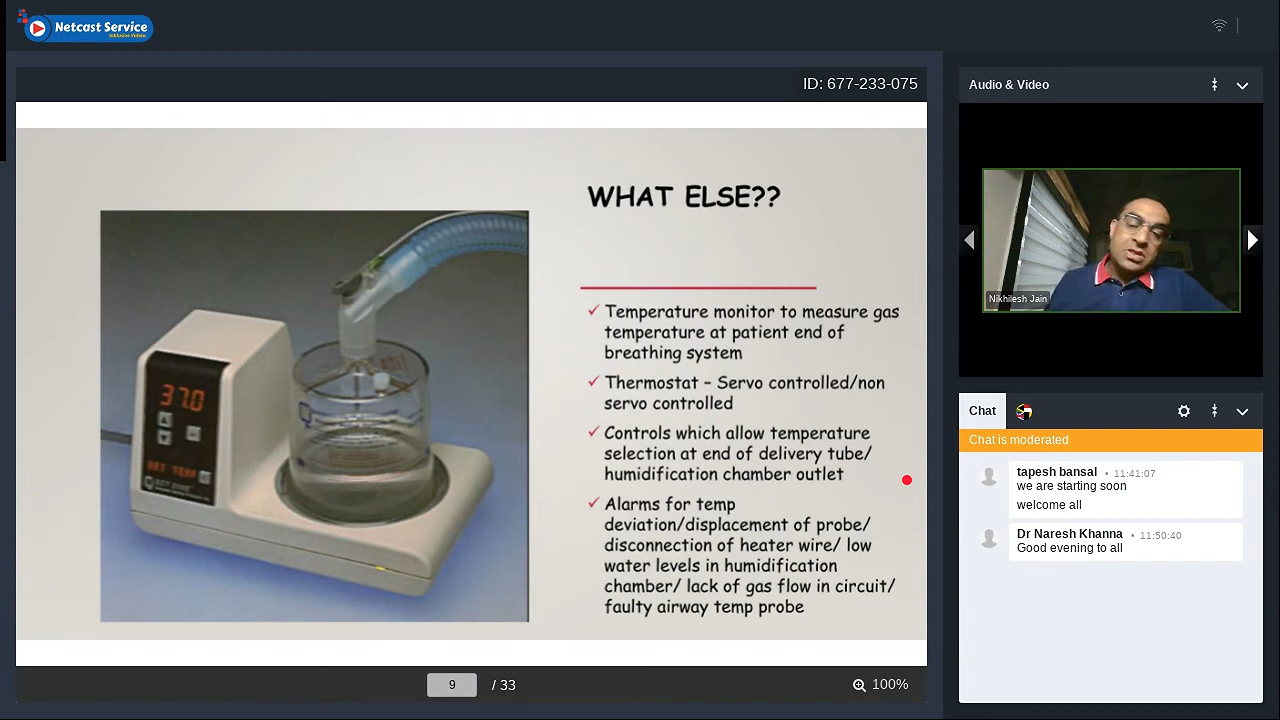 Netcast Service
Inklusive Videos
ID: 677-233-075
WHAT ELSE??
✓ Temperature monitor to measure gas
temperature at patient end of
breathing system
✓ Thermostat – Servo controlled/non
servo controlled
✓ Controls which allow temperature
selection at end of delivery tube/
humidification chamber outlet
✓ Alarms for temp
deviation/displacement of probe/
disconnection of heater wire/ low
water levels in humidification
chamber/ lack of gas flow in circuit/
faulty airway temp probe
37.0
SET TEMP
9 / 33
100%
Audio & Video
Nikhilesh Jain
Chat
Chat is moderated
tapesh bansal • 11:41:07
we are starting soon
welcome all
Dr Naresh Khanna • 11:50:40
Good evening to all